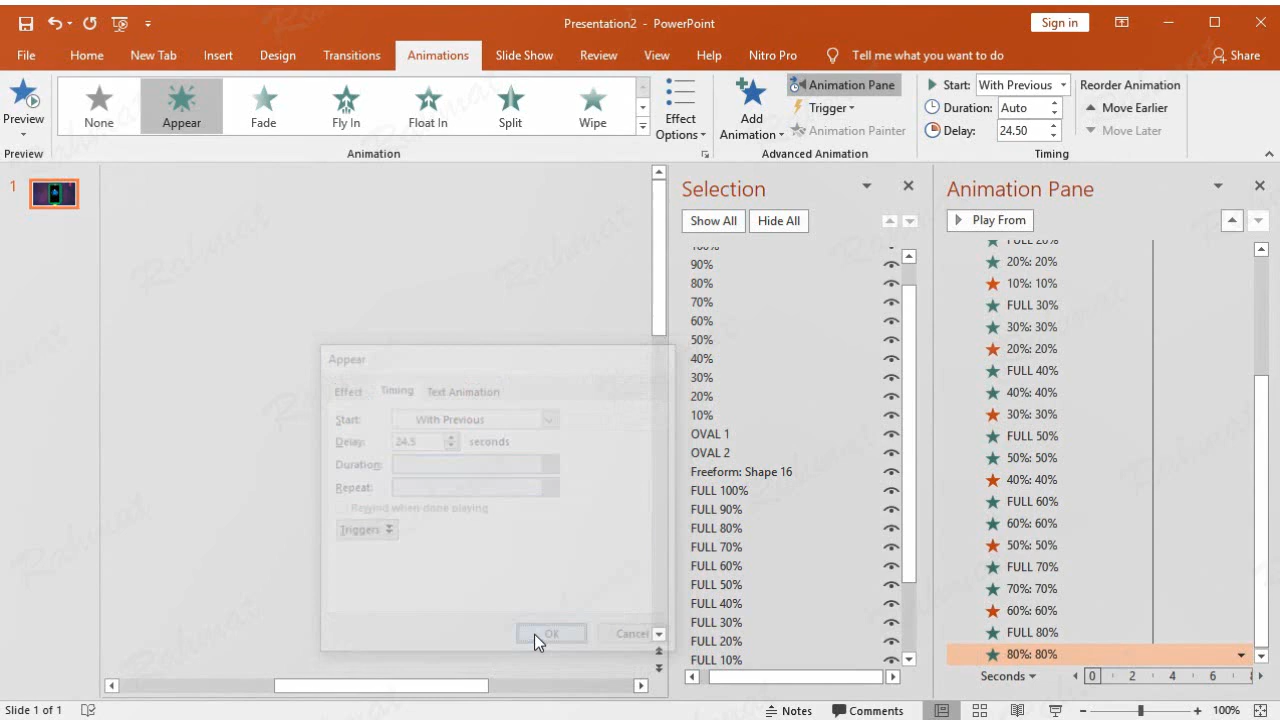 Presentation2 - PowerPoint
Sign in
File Home New Tab Insert Design Transitions Animations Slide Show Review View Help Nitro Pro Tell me what you want to do Share
Preview
None Appear Fade Fly In Float In Split Wipe
Effect Options
Add Animation
Animation Pane
Trigger
Animation Painter
Start: With Previous
Duration: Auto
Delay: 24.50
Reorder Animation
Move Earlier
Move Later
Preview Animation Advanced Animation Timing
1
Selection
Show All Hide All
100%
90%
80%
70%
60%
50%
40%
30%
20%
10%
OVAL 1
OVAL 2
Freeform: Shape 16
FULL 100%
FULL 90%
FULL 80%
FULL 70%
FULL 60%
FULL 50%
FULL 40%
FULL 30%
FULL 20%
FULL 10%
Animation Pane
Play From
FULL 20%
20%: 20%
10%: 10%
FULL 30%
30%: 30%
20%: 20%
FULL 40%
40%: 40%
30%: 30%
FULL 50%
50%: 50%
40%: 40%
FULL 60%
60%: 60%
50%: 50%
FULL 70%
70%: 70%
60%: 60%
FULL 80%
80%: 80%
Seconds 0 2 4 6
Appear
Effect Timing Text Animation
Start: With Previous
Delay: 24.5 seconds
Duration:
Repeat:
Rewind when done playing
Triggers
OK Cancel
Slide 1 of 1
Notes Comments 100%
Rahmat